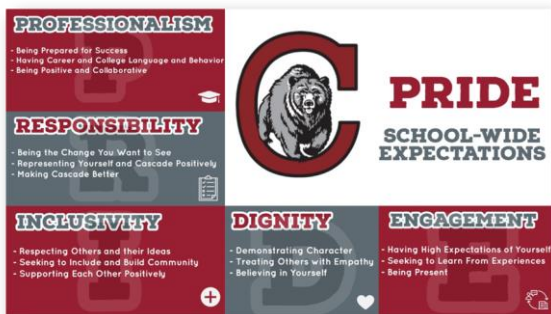 PROFESSIONALISM
- Being Prepared for Success
- Having Career and College Language and Behavior
- Being Positive and Collaborative
C
PRIDE
SCHOOL-WIDE
EXPECTATIONS
RESPONSIBILITY
- Being the Change You Want to See
- Representing Yourself and Cascade Positively
- Making Cascade Better
INCLUSIVITY
- Respecting Others and their Ideas
- Seeking to Include and Build Community
- Supporting Each Other Positively
DIGNITY
- Demonstrating Character
- Treating Others with Empathy
- Believing in Yourself
ENGAGEMENT
- Having High Expectations of Yourself
- Seeking to Learn From Experiences
- Being Present